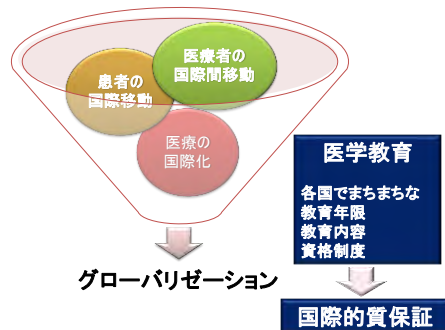 患者の
国際移動
医療者の
国際間移動
医療の
国際化
グローバリゼーション
医学教育
各国でまちまちな
教育年限
教育内容
資格制度
国際的質保証